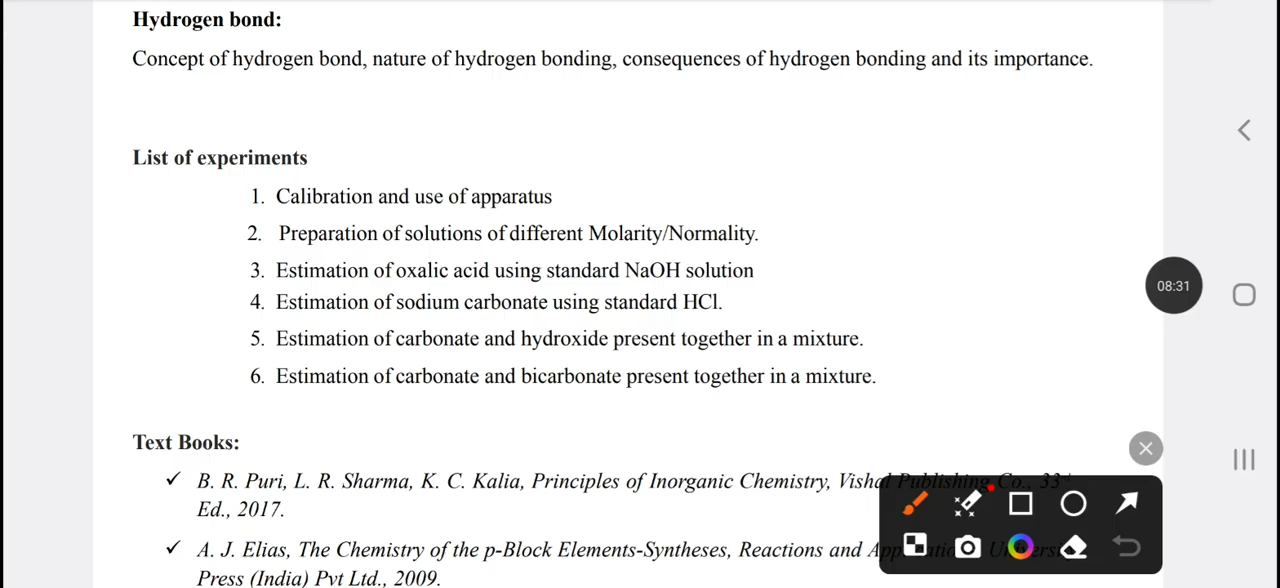 Hydrogen bond:
Concept of hydrogen bond, nature of hydrogen bonding, consequences of hydrogen bonding and its importance.
List of experiments
1. Calibration and use of apparatus
2. Preparation of solutions of different Molarity/Normality.
3. Estimation of oxalic acid using standard NaOH solution
08:31
4. Estimation of sodium carbonate using standard HCl.
5. Estimation of carbonate and hydroxide present together in a mixture.
6. Estimation of carbonate and bicarbonate present together in a mixture.
Text Books:
✓ B. R. Puri, L. R. Sharma, K. C. Kalia, Principles of Inorganic Chemistry, Vishal Publishing Co., 33rd
Ed., 2017.
✓ A. J. Elias, The Chemistry of the p-Block Elements-Syntheses, Reactions and
Press (India) Pvt Ltd., 2009.